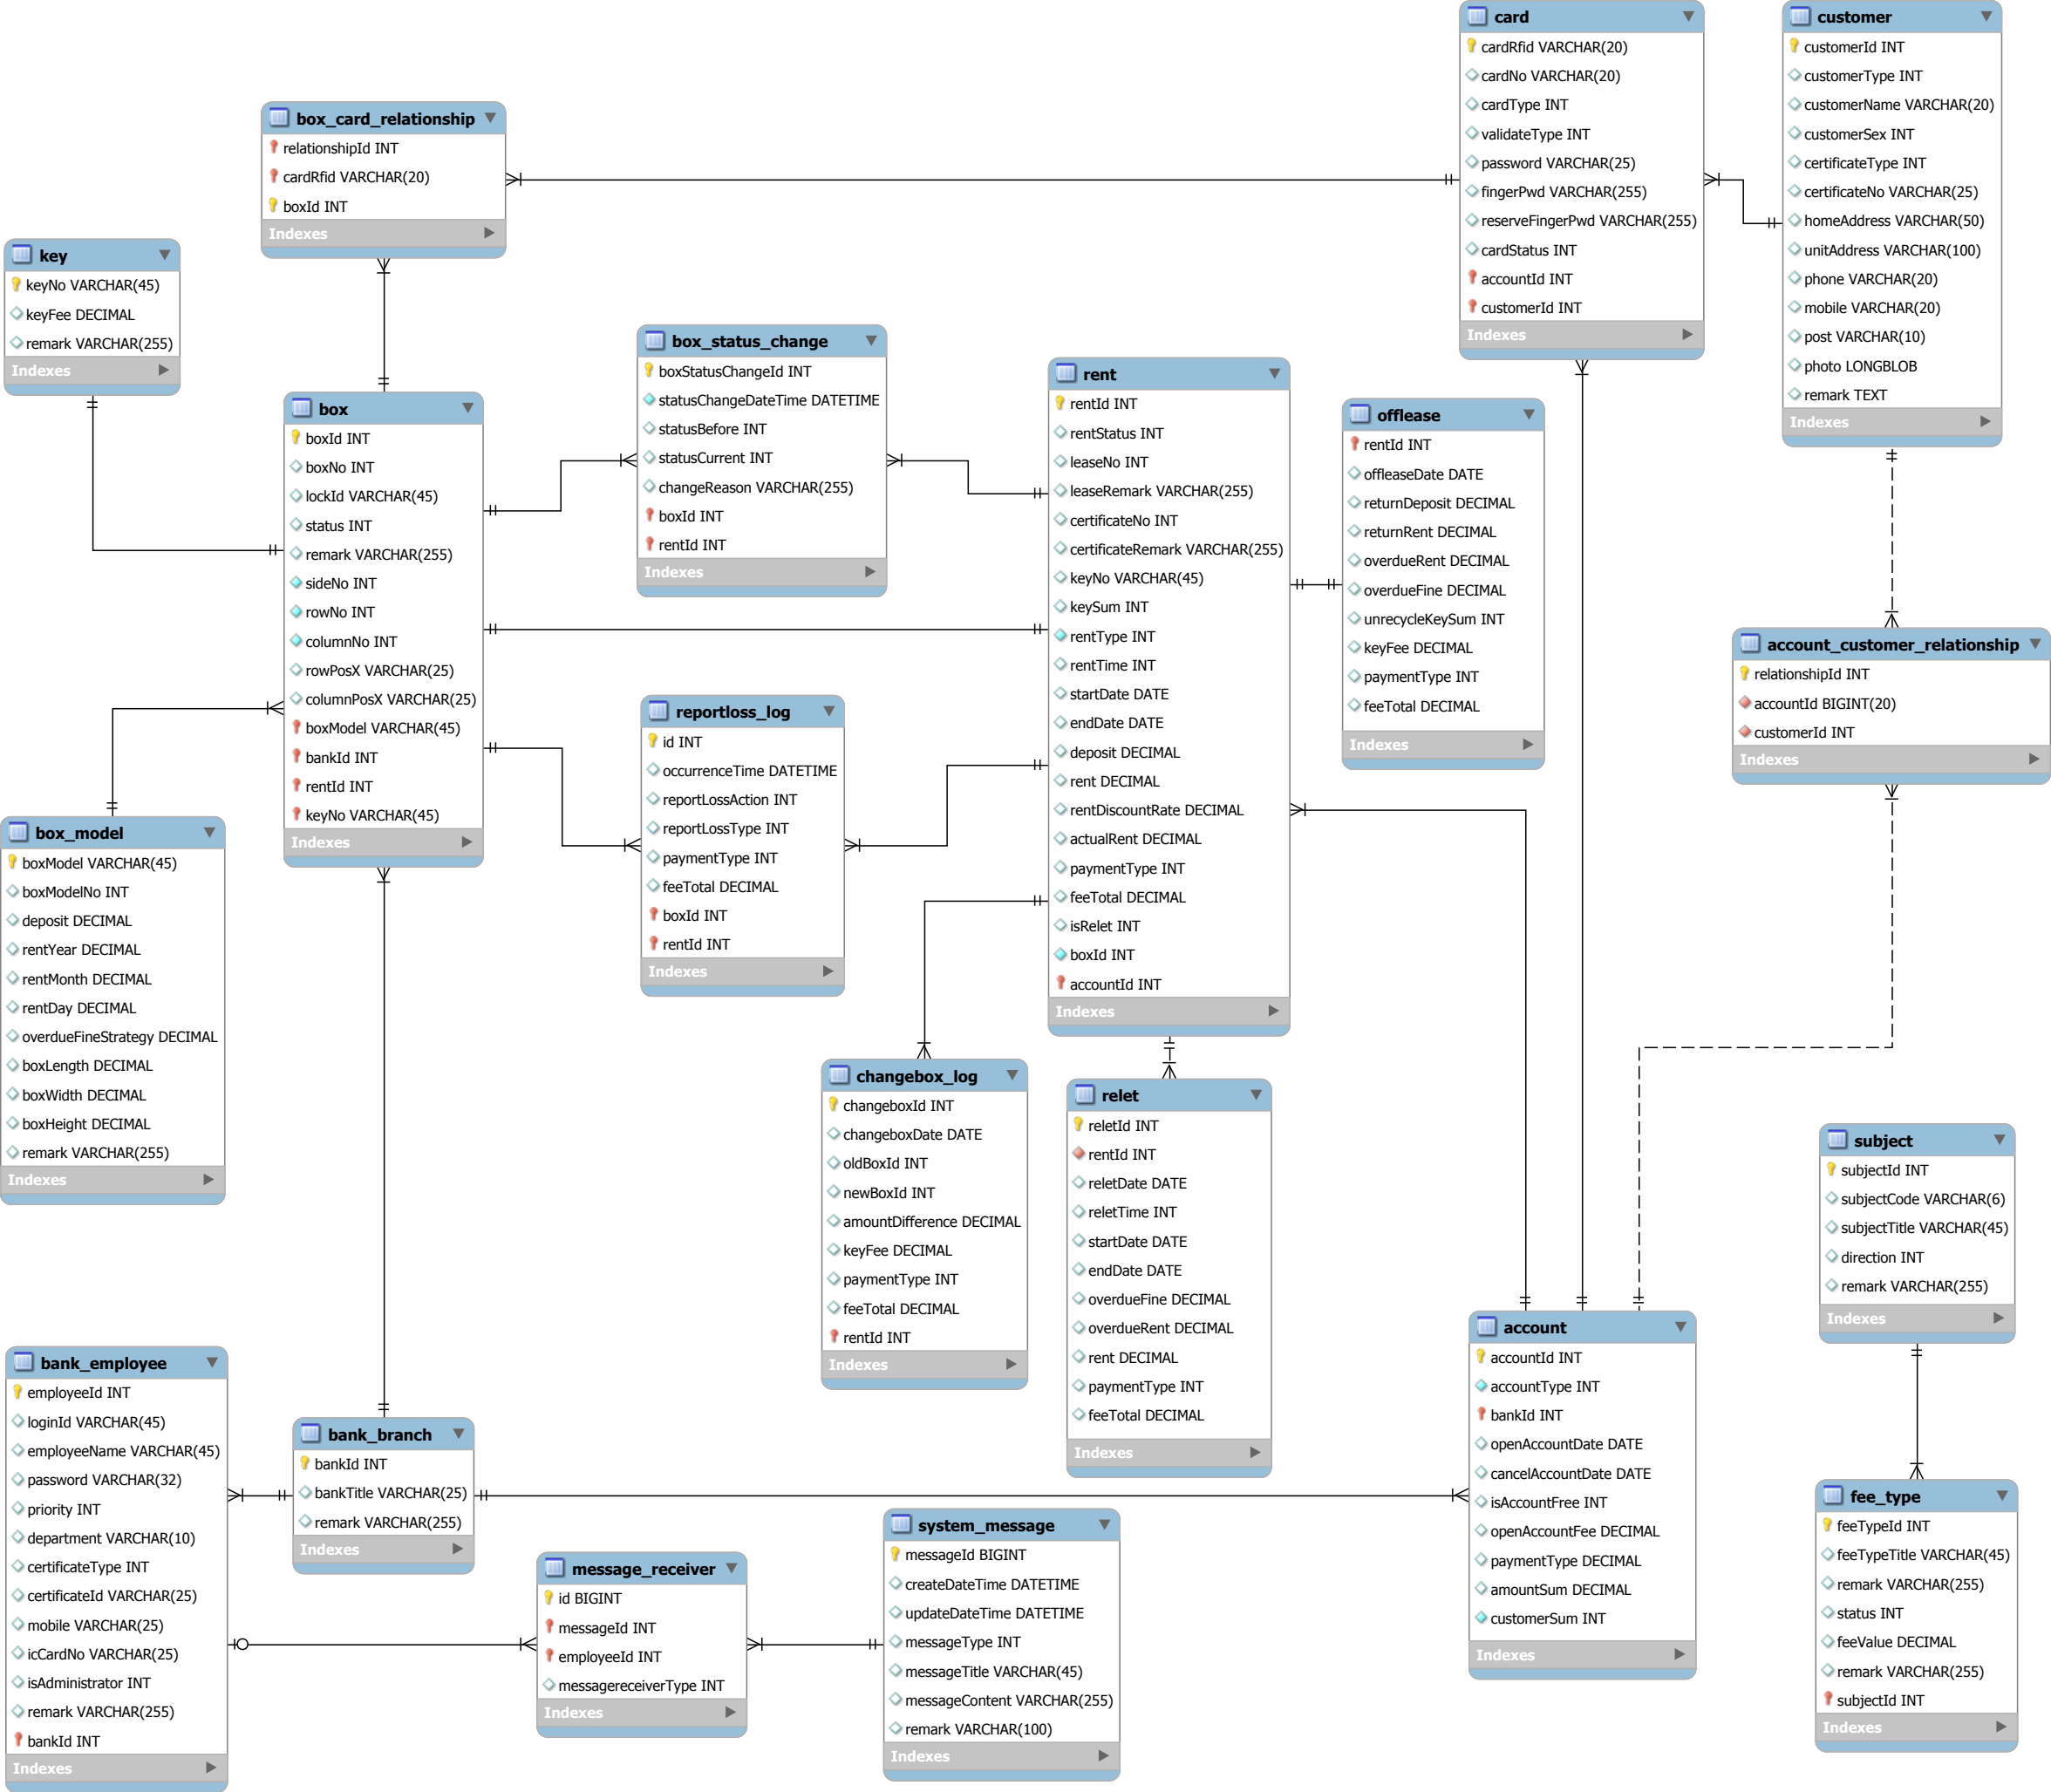 card
cardRfid VARCHAR(20)
cardNo VARCHAR(20)
cardType INT
validateType INT
password VARCHAR(25)
fingerPwd VARCHAR(255)
reserveFingerPwd VARCHAR(255)
cardStatus INT
accountId INT
customerId INT
Indexes
customer
customerId INT
customerType INT
customerName VARCHAR(20)
customerSex INT
certificateType INT
certificateNo VARCHAR(25)
homeAddress VARCHAR(50)
unitAddress VARCHAR(100)
phone VARCHAR(20)
mobile VARCHAR(20)
post VARCHAR(10)
photo LONGBLOB
remark TEXT
Indexes
box_card_relationship
relationshipId INT
cardRfid VARCHAR(20)
boxId INT
Indexes
key
keyNo VARCHAR(45)
keyFee DECIMAL
remark VARCHAR(255)
Indexes
box_status_change
boxStatusChangeId INT
statusChangeDateTime DATETIME
statusBefore INT
statusCurrent INT
changeReason VARCHAR(255)
boxId INT
rentId INT
Indexes
rent
rentId INT
rentStatus INT
leaseNo INT
leaseRemark VARCHAR(255)
certificateNo INT
certificateRemark VARCHAR(255)
keyNo VARCHAR(45)
keySum INT
rentType INT
rentTime INT
startDate DATE
endDate DATE
deposit DECIMAL
rent DECIMAL
rentDiscountRate DECIMAL
actualRent DECIMAL
paymentType INT
feeTotal DECIMAL
isRelet INT
boxId INT
accountId INT
Indexes
offlease
rentId INT
offleaseDate DATE
returnDeposit DECIMAL
returnRent DECIMAL
overdueRent DECIMAL
overdueFine DECIMAL
unrecycleKeySum INT
keyFee DECIMAL
paymentType INT
feeTotal DECIMAL
Indexes
box
boxId INT
boxNo INT
lockId VARCHAR(45)
status INT
remark VARCHAR(255)
sideNo INT
rowNo INT
columnNo INT
rowPosX VARCHAR(25)
columnPosX VARCHAR(25)
boxModel VARCHAR(45)
bankId INT
rentId INT
keyNo VARCHAR(45)
Indexes
account_customer_relationship
relationshipId INT
accountId BIGINT(20)
customerId INT
Indexes
reportloss_log
id INT
occurrenceTime DATETIME
reportLossAction INT
reportLossType INT
paymentType INT
feeTotal DECIMAL
boxId INT
rentId INT
Indexes
box_model
boxModel VARCHAR(45)
boxModelNo INT
deposit DECIMAL
rentYear DECIMAL
rentMonth DECIMAL
rentDay DECIMAL
overdueFineStrategy DECIMAL
boxLength DECIMAL
boxWidth DECIMAL
boxHeight DECIMAL
remark VARCHAR(255)
Indexes
changebox_log
changeboxId INT
changeboxDate DATE
oldBoxId INT
newBoxId INT
amountDifference DECIMAL
keyFee DECIMAL
paymentType INT
feeTotal DECIMAL
rentId INT
Indexes
relet
reletId INT
rentId INT
reletDate DATE
reletTime INT
startDate DATE
endDate DATE
overdueFine DECIMAL
overdueRent DECIMAL
rent DECIMAL
paymentType INT
feeTotal DECIMAL
Indexes
subject
subjectId INT
subjectCode VARCHAR(6)
subjectTitle VARCHAR(45)
direction INT
remark VARCHAR(255)
Indexes
account
accountId INT
accountType INT
bankId INT
openAccountDate DATE
cancelAccountDate DATE
isAccountFree INT
openAccountFee DECIMAL
paymentType DECIMAL
amountSum DECIMAL
customerSum INT
Indexes
bank_employee
employeeId INT
loginId VARCHAR(45)
employeeName VARCHAR(45)
password VARCHAR(32)
priority INT
department VARCHAR(10)
certificateType INT
certificateId VARCHAR(25)
mobile VARCHAR(25)
icCardNo VARCHAR(25)
isAdministrator INT
remark VARCHAR(255)
bankId INT
Indexes
bank_branch
bankId INT
bankTitle VARCHAR(25)
remark VARCHAR(255)
Indexes
message_receiver
id BIGINT
messageId INT
employeeId INT
messagereceiverType INT
Indexes
system_message
messageId BIGINT
createDateTime DATETIME
updateDateTime DATETIME
messageType INT
messageTitle VARCHAR(45)
messageContent VARCHAR(255)
remark VARCHAR(100)
Indexes
fee_type
feeTypeId INT
feeTypeTitle VARCHAR(45)
remark VARCHAR(255)
status INT
feeValue DECIMAL
remark VARCHAR(255)
subjectId INT
Indexes